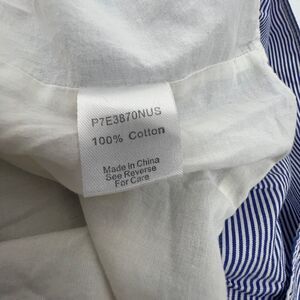 P7E3870NUS
100% Cotton
Made in China
See Reverse
For Care